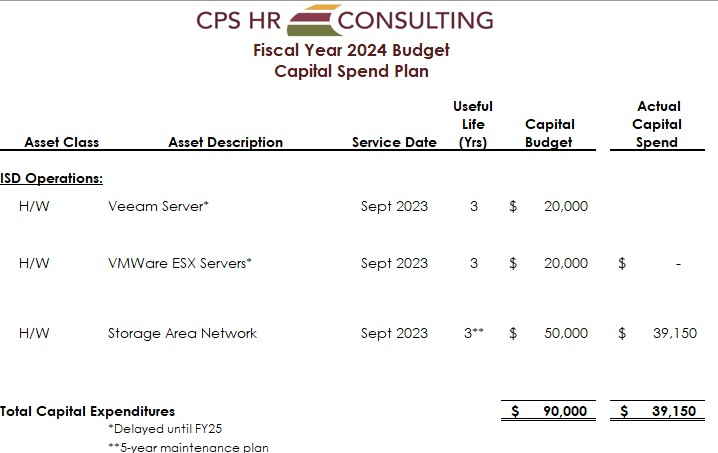 CPS HR CONSULTING
Fiscal Year 2024 Budget
Capital Spend Plan
Asset Class Asset Description Service Date Useful Life (Yrs) Capital Budget Actual Capital Spend
ISD Operations:
H/W Veeam Server* Sept 2023 3 $ 20,000
H/W VMWare ESX Servers* Sept 2023 3 $ 20,000 $ -
H/W Storage Area Network Sept 2023 3** $ 50,000 $ 39,150
Total Capital Expenditures $ 90,000 $ 39,150
*Delayed until FY25
**5-year maintenance plan